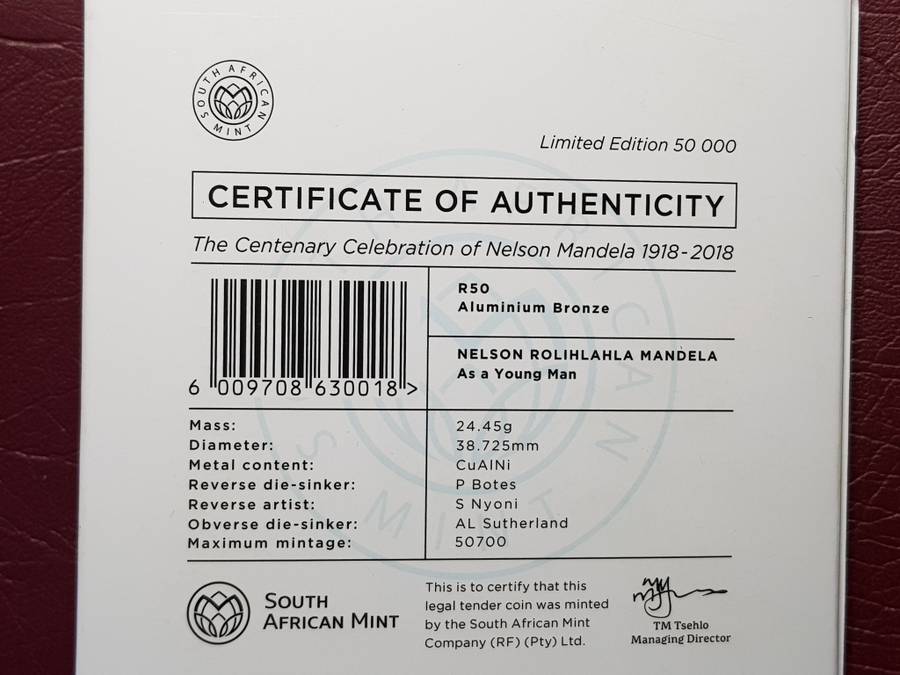 SOUTH AFRICAN MINT
Limited Edition 50 000
CERTIFICATE OF AUTHENTICITY
The Centenary Celebration of Nelson Mandela 1918-2018
6 009708 630018 >
R50
Aluminium Bronze
NELSON ROLIHLAHLA MANDELA
As a Young Man
Mass: 24.45g
Diameter: 38.725mm
Metal content: CuAlNi
Reverse die-sinker: P Botes
Reverse artist: S Nyoni
Obverse die-sinker: AL Sutherland
Maximum mintage: 50700
SOUTH
AFRICAN MINT
This is to certify that this
legal tender coin was minted
by the South African Mint
Company (RF) (Pty) Ltd.
TM Tsehlo
Managing Director
SOUTH AFRICAN MINT